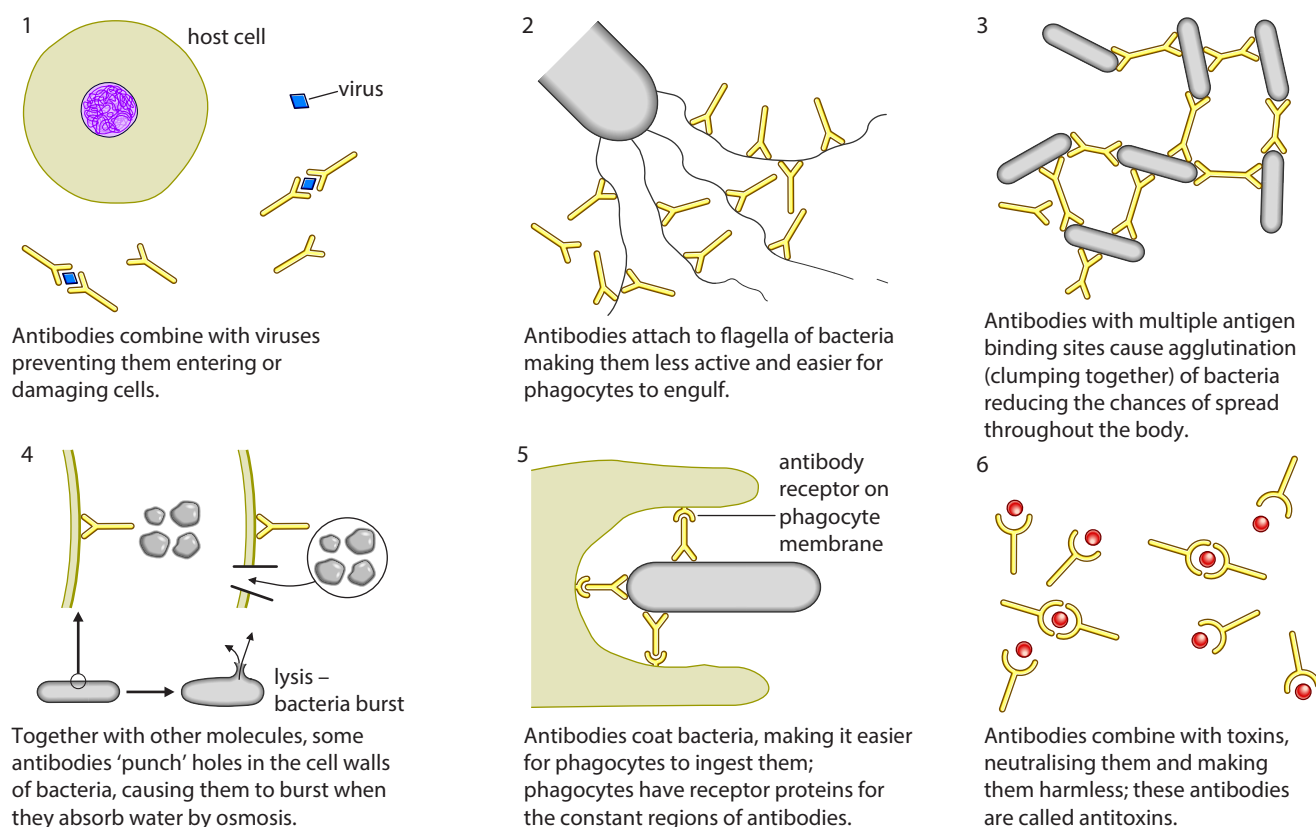 1
host cell
virus
Antibodies combine with viruses
preventing them entering or
damaging cells.
2
Antibodies attach to flagella of bacteria
making them less active and easier for
phagocytes to engulf.
3
Antibodies with multiple antigen
binding sites cause agglutination
(clumping together) of bacteria
reducing the chances of spread
throughout the body.
4
lysis –
bacteria burst
Together with other molecules, some
antibodies ‘punch’ holes in the cell walls
of bacteria, causing them to burst when
they absorb water by osmosis.
5
antibody
receptor on
phagocyte
membrane
Antibodies coat bacteria, making it easier
for phagocytes to ingest them;
phagocytes have receptor proteins for
the constant regions of antibodies.
6
Antibodies combine with toxins,
neutralising them and making
them harmless; these antibodies
are called antitoxins.